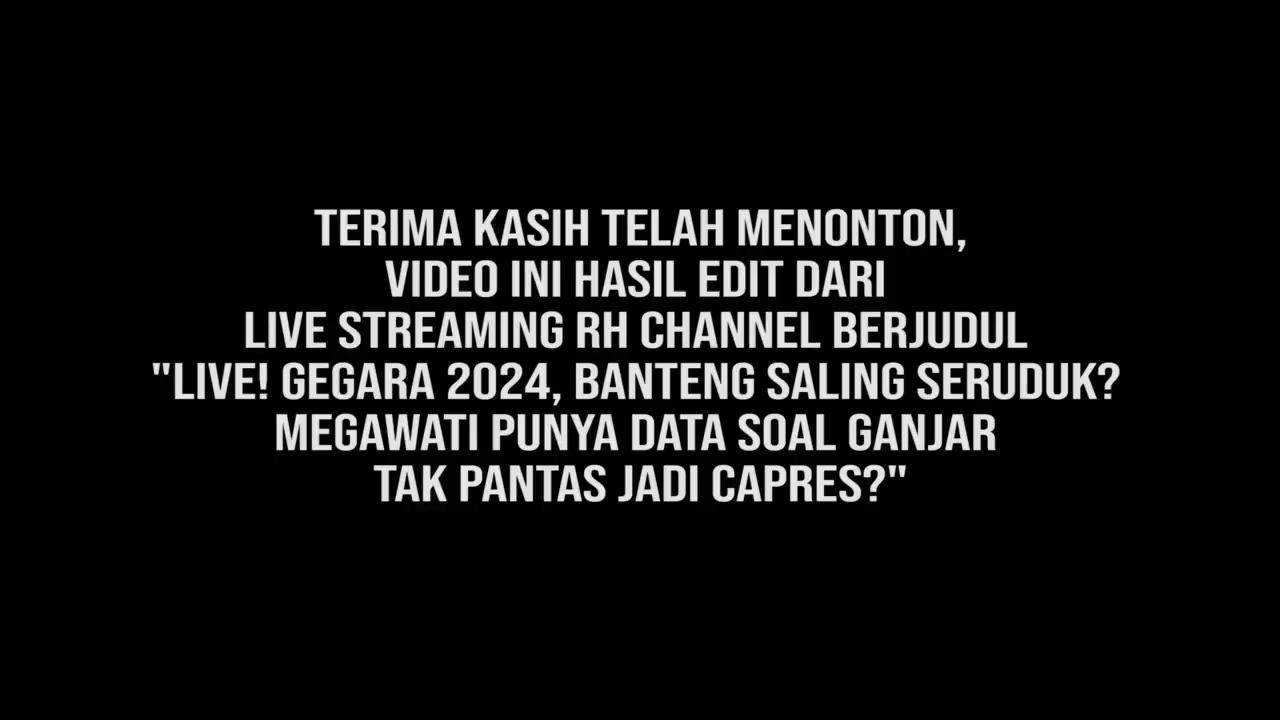 TERIMA KASIH TELAH MENONTON,
VIDEO INI HASIL EDIT DARI
LIVE STREAMING RH CHANNEL BERJUDUL
"LIVE! GEGARA 2024, BANTENG SALING SERUDUK?
MEGAWATI PUNYA DATA SOAL GANJAR
TAK PANTAS JADI CAPRES?"